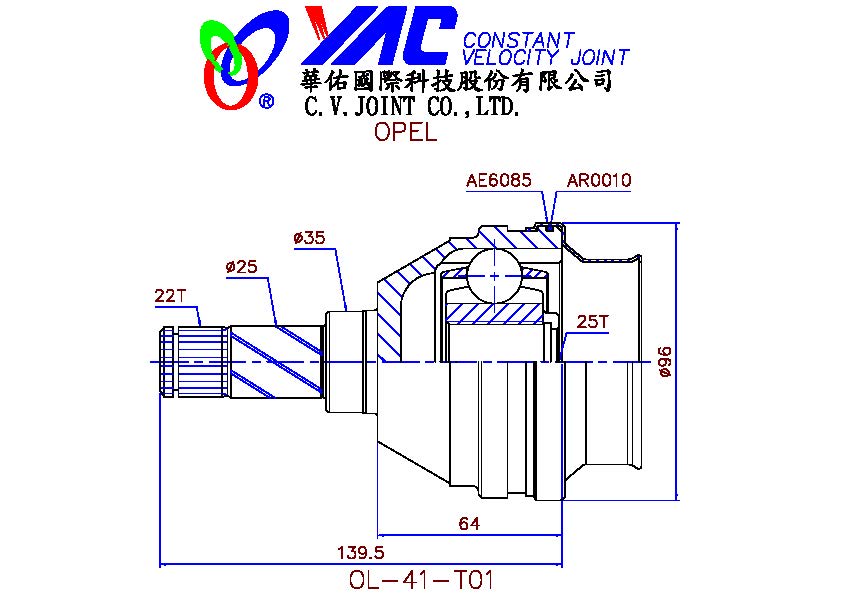 YAC CONSTANT
VELOCITY JOINT
華佑國際科技股份有限公司
®
C.V.JOINT CO.,LTD.
OPEL
AE6085 AR0010
ø35
ø25
22T
25T
ø96
64
139.5
OL-41-T01